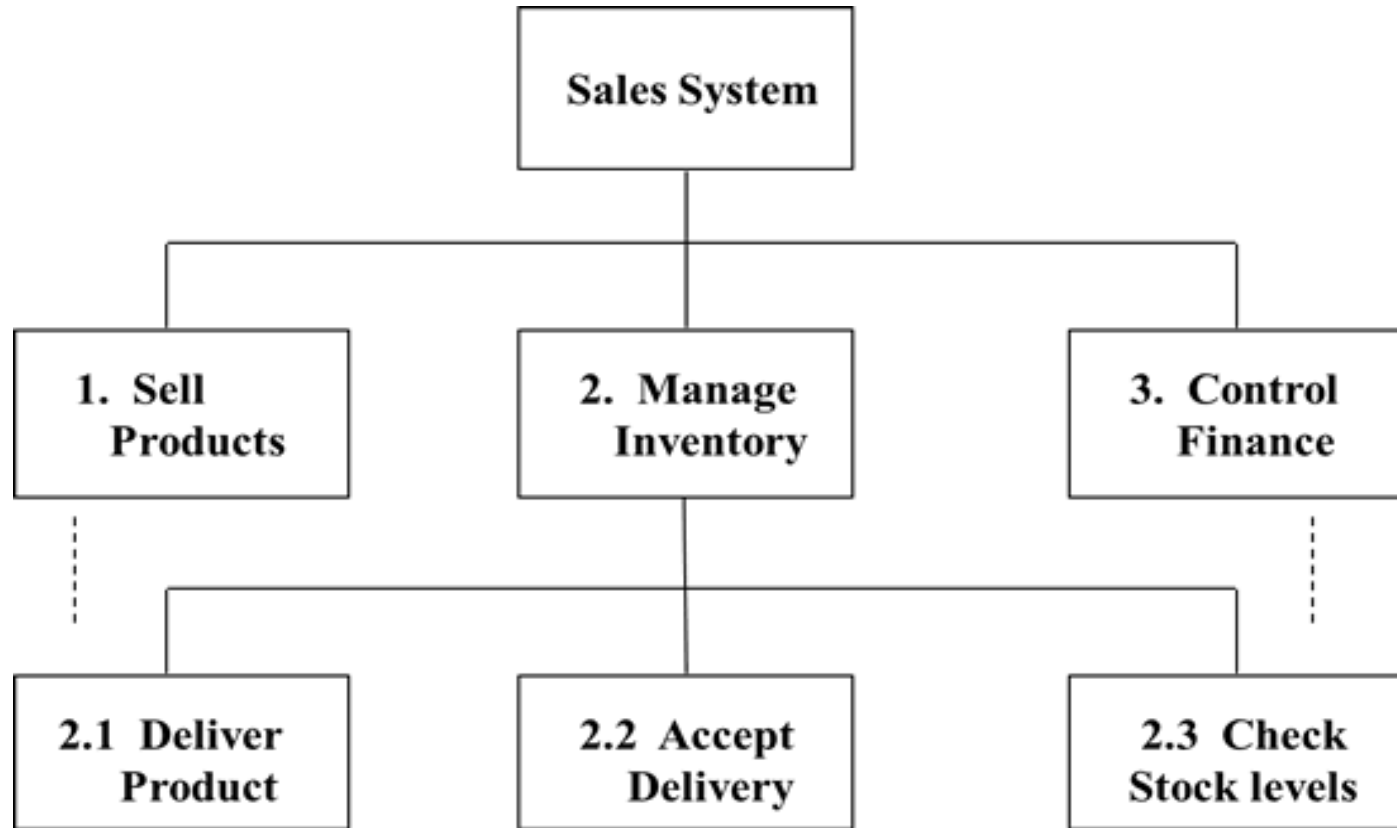 Sales System
1. Sell
Products
2. Manage
Inventory
3. Control
Finance
2.1 Deliver
Product
2.2 Accept
Delivery
2.3 Check
Stock levels